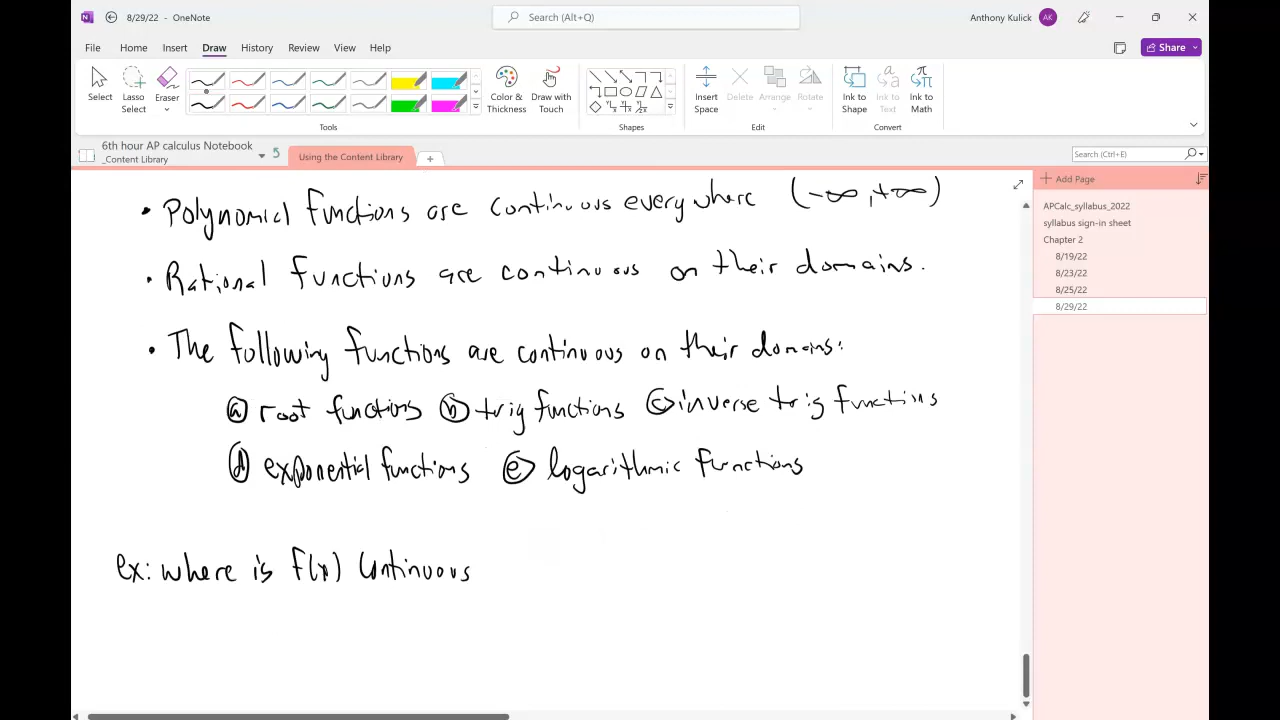 8/29/22 - OneNote
Search (Alt+Q)
Anthony Kulick
AK
File Home Insert Draw History Review View Help
Share
Select
Lasso Select
Eraser
Color & Thickness
Draw with Touch
Insert Space
Delete
Arrange
Rotate
Ink to Shape
Ink to Text
Ink to Math
Tools
Shapes
Edit
Convert
6th hour AP calculus Notebook
_Content Library
Using the Content Library
Search (Ctrl+E)
Add Page
APCalc_syllabus_2022
syllabus sign-in sheet
Chapter 2
8/19/22
8/23/22
8/25/22
8/29/22
• Polynomial functions are continuous everywhere (-∞, +∞)
• Rational functions are continuous on their domains.
• The following functions are continuous on their domains:
ⓐ root functions ⓑ trig functions ⓒ inverse trig functions
ⓓ exponential functions ⓔ logarithmic functions
ex: where is f(x) continuous